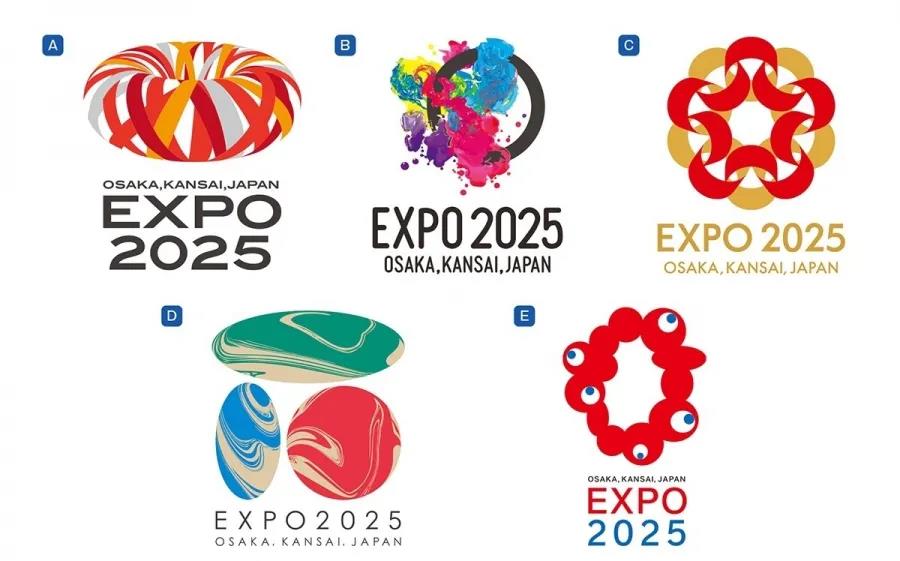 A
OSAKA,KANSAI,JAPAN
EXPO
2025
B
EXPO 2025
OSAKA,KANSAI,JAPAN
C
EXPO 2025
OSAKA, KANSAI, JAPAN
D
EXPO2025
OSAKA. KANSAI. JAPAN
E
OSAKA, KANSAI, JAPAN
EXPO
2025